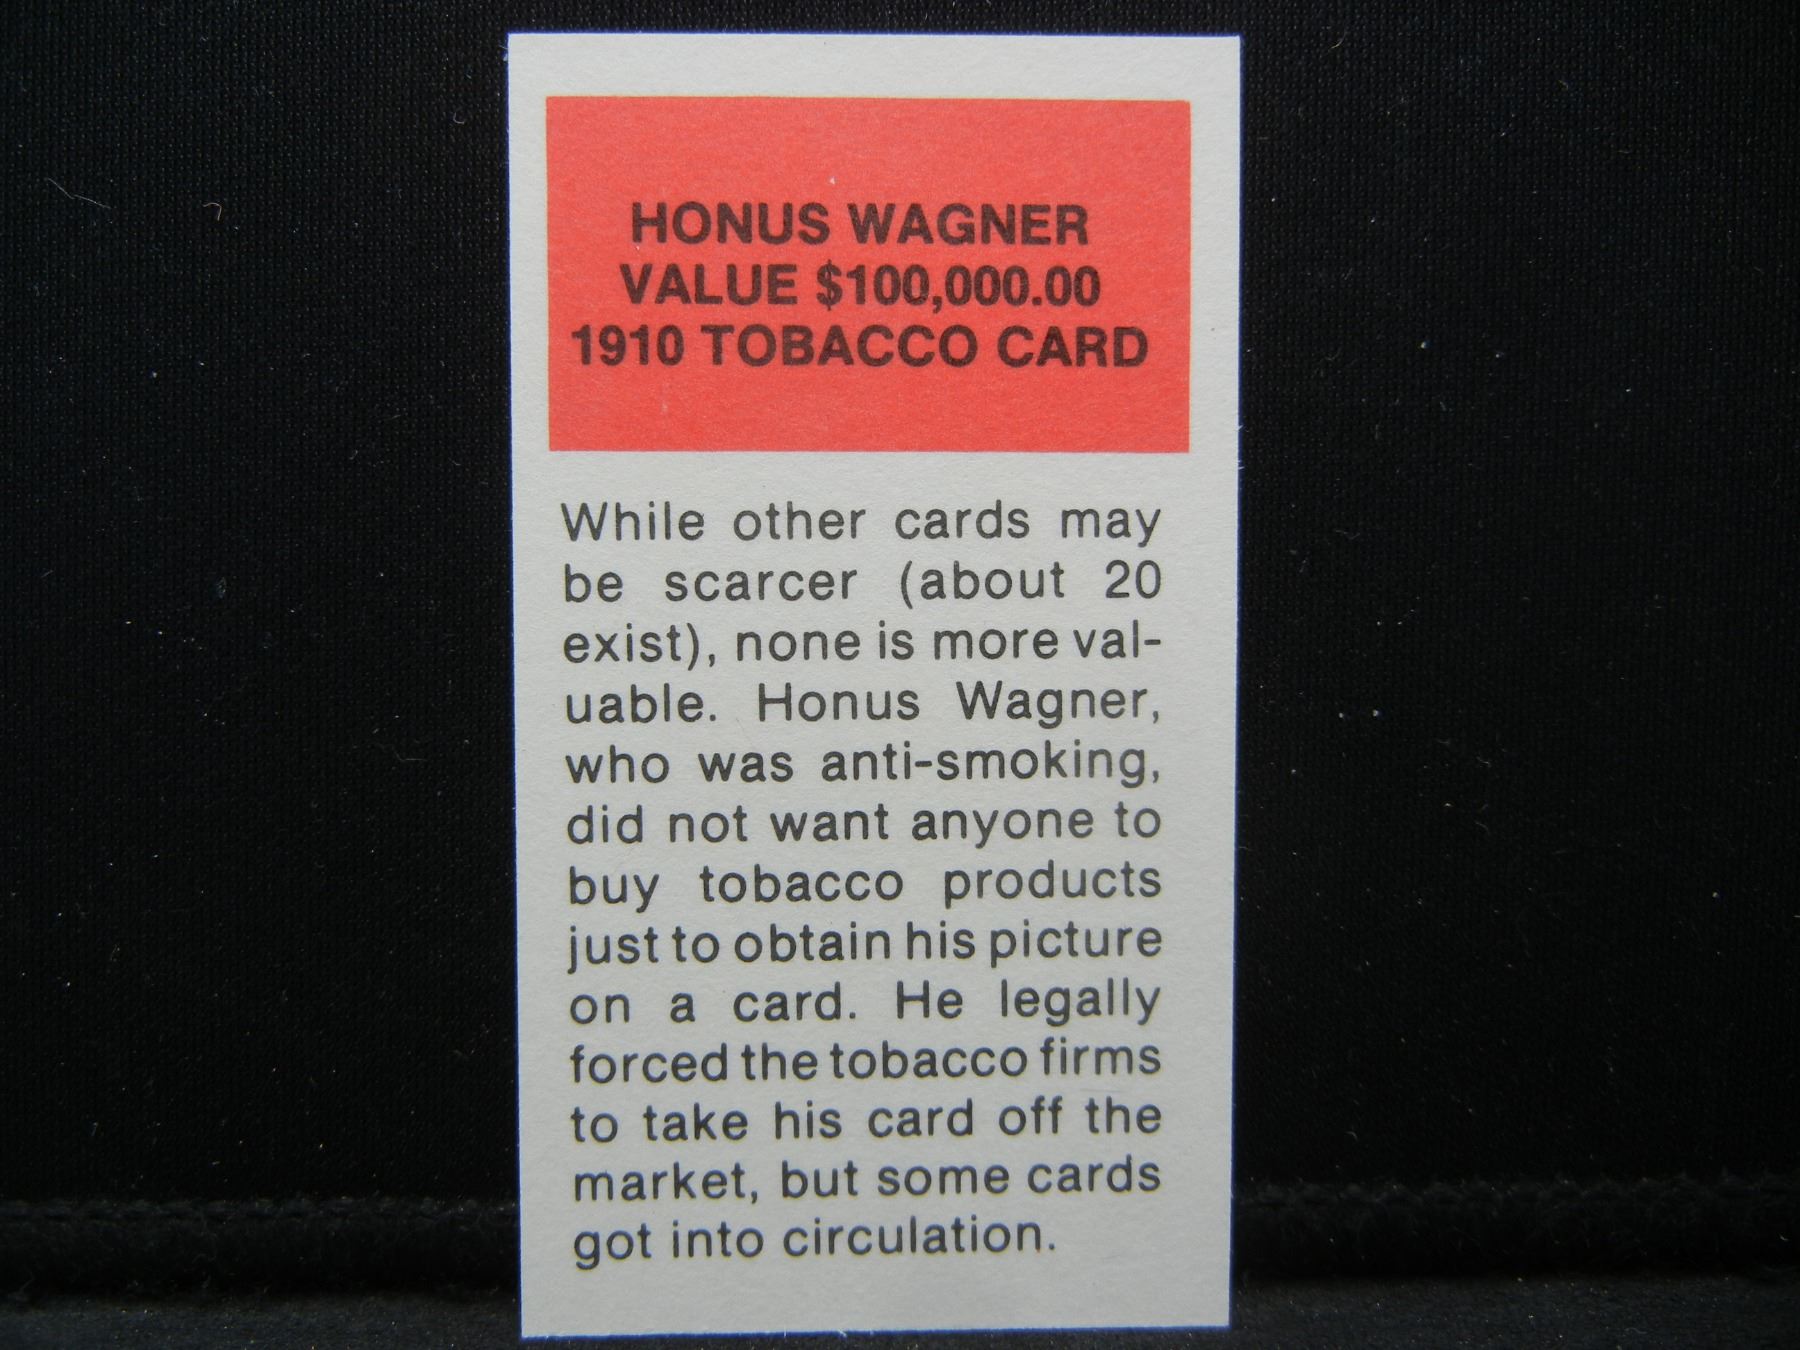 HONUS WAGNER
VALUE $100,000.00
1910 TOBACCO CARD
While other cards may
be scarcer (about 20
exist), none is more val-
uable. Honus Wagner,
who was anti-smoking,
did not want anyone to
buy tobacco products
just to obtain his picture
on a card. He legally
forced the tobacco firms
to take his card off the
market, but some cards
got into circulation.